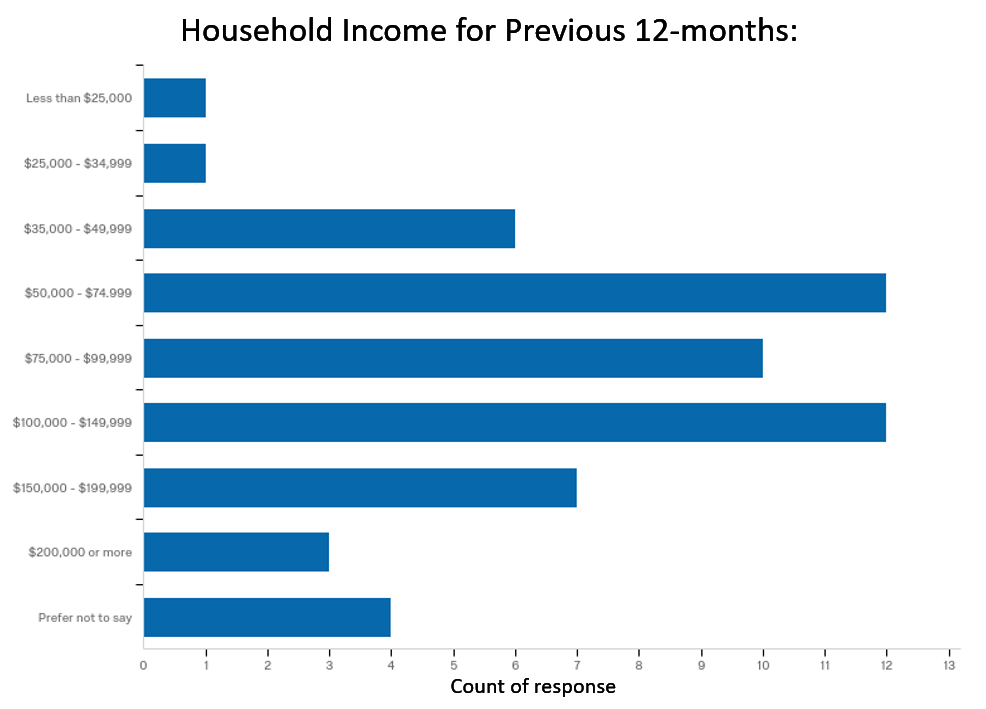 Household Income for Previous 12-months:
Less than $25,000
$25,000 - $34,999
$35,000 - $49,999
$50,000 - $74.999
$75,000 - $99,999
$100,000 - $149,999
$150,000 - $199,999
$200,000 or more
Prefer not to say
0 1 2 3 4 5 6 7 8 9 10 11 12 13
Count of response